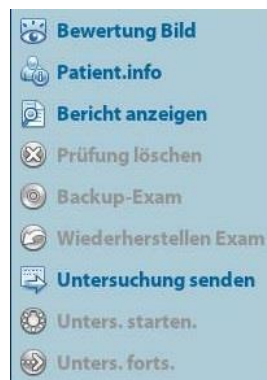 Bewertung Bild
Patient.info
Bericht anzeigen
Prüfung löschen
Backup-Exam
Wiederherstellen Exam
Untersuchung senden
Unters. starten.
Unters. forts.